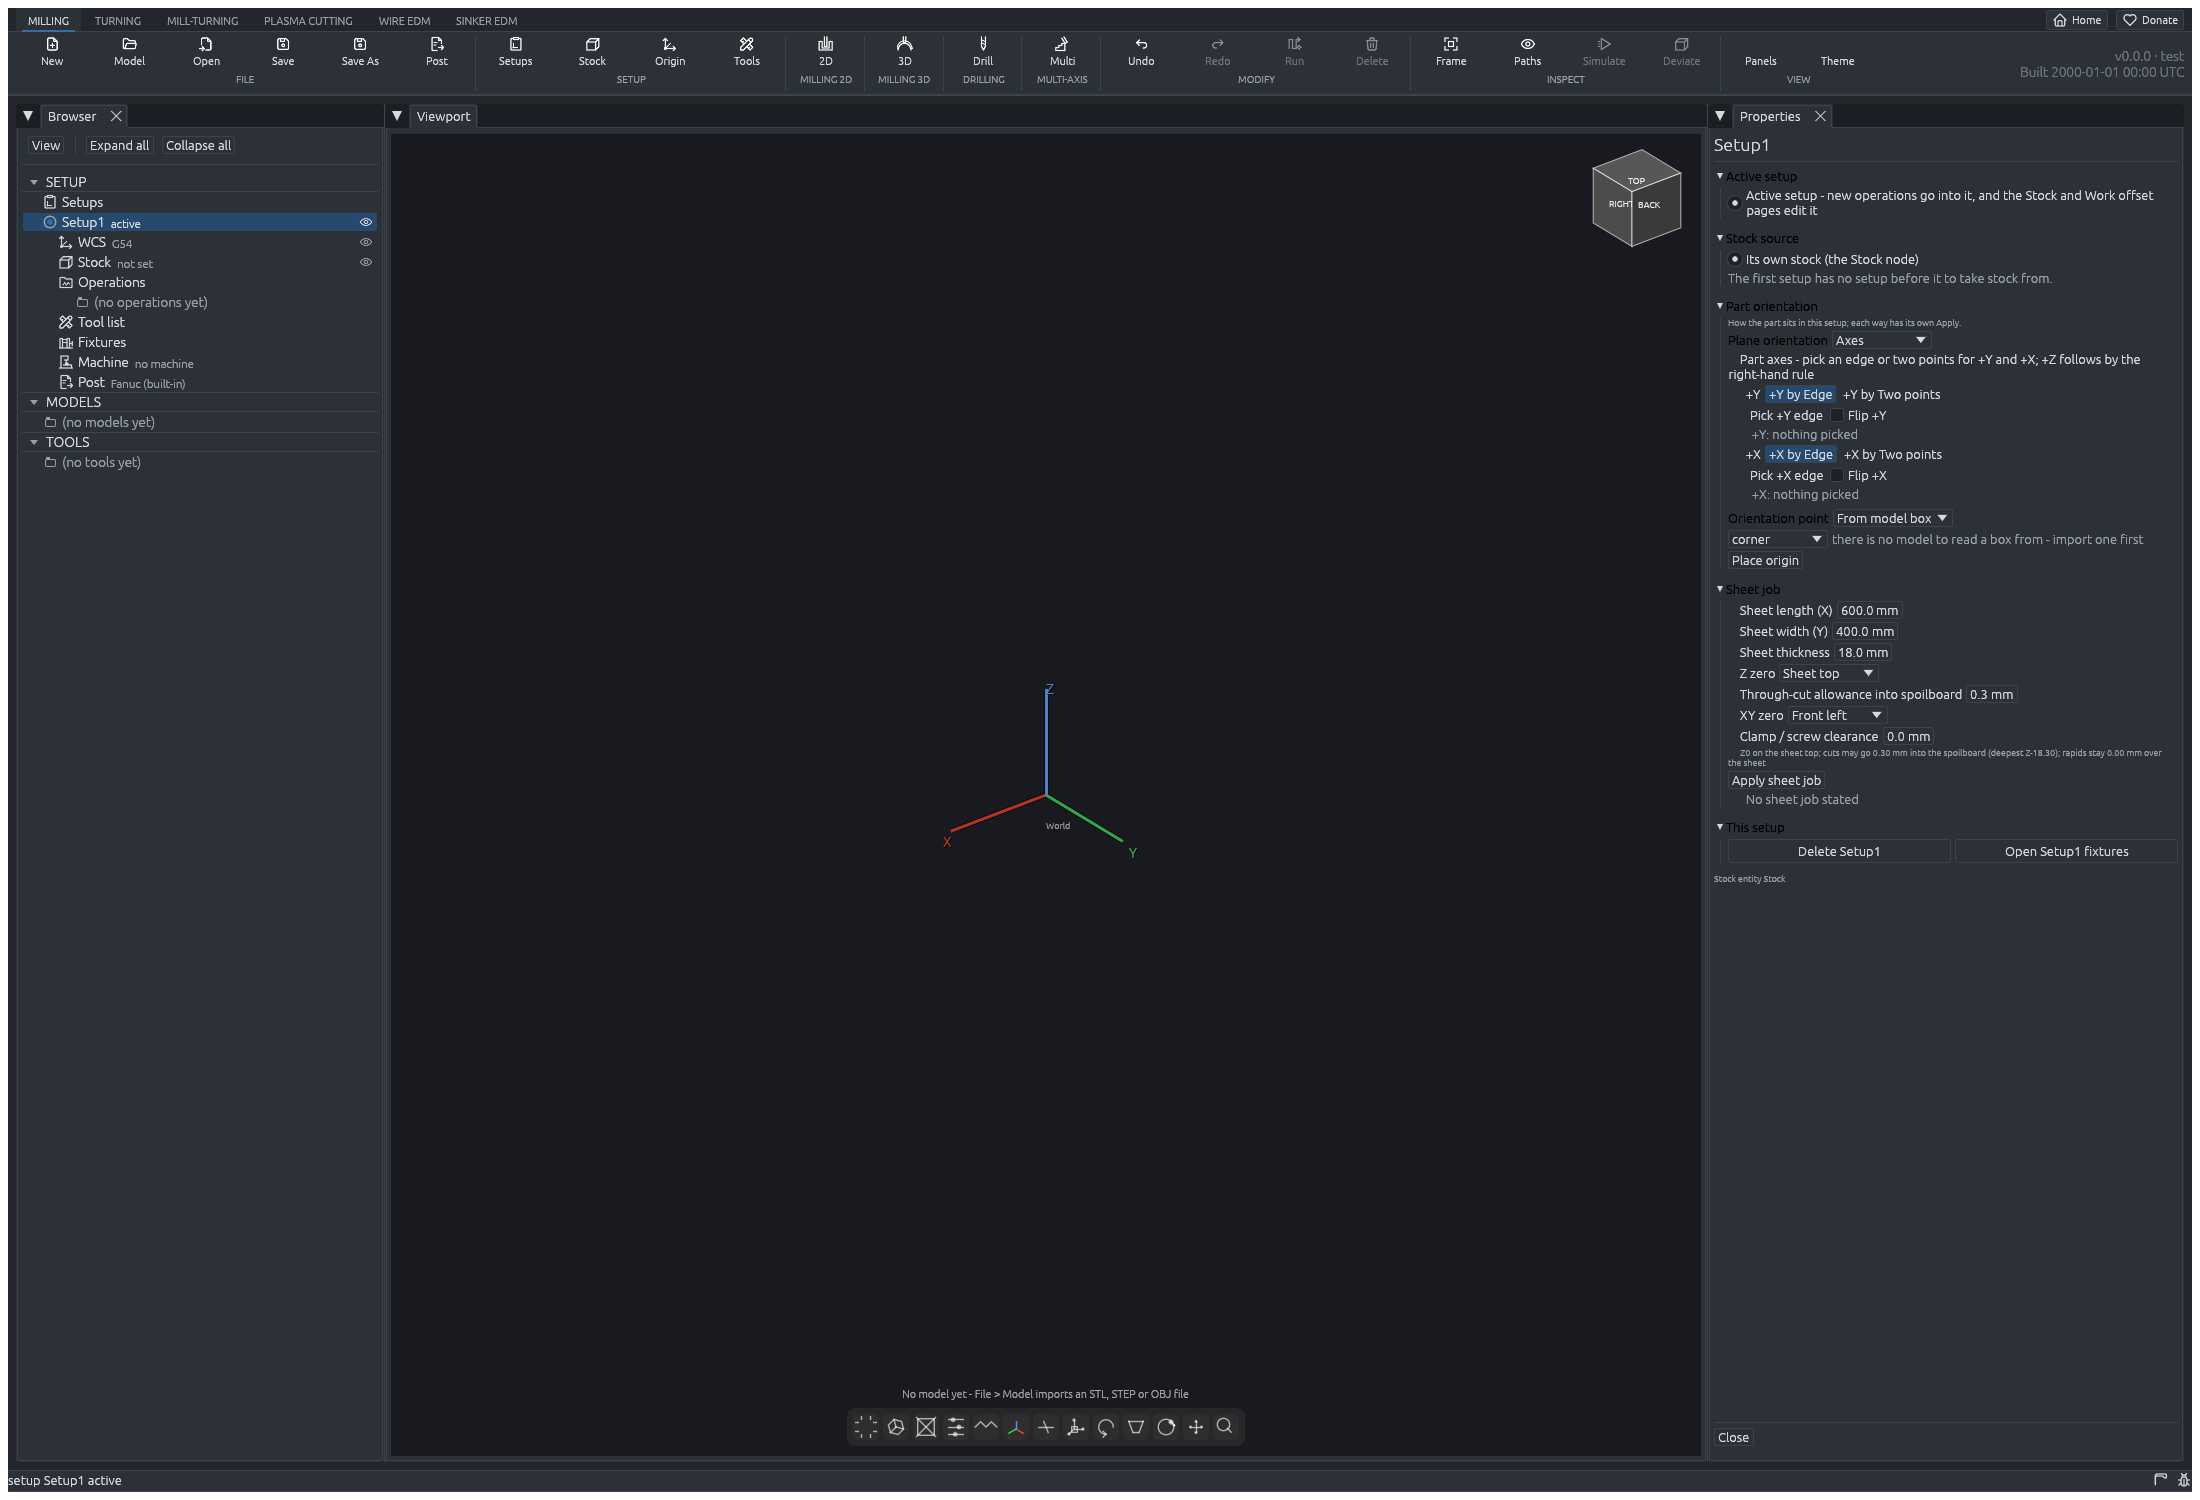 MILLING TURNING MILL-TURNING PLASMA CUTTING WIRE EDM SINKER EDM Home Donate
New Model Open Save Save As Post Setups Stock Origin Tools 2D 3D Drill Multi Undo Redo Run Delete Frame Paths Simulate Deviate Panels Theme
FILE SETUP MILLING 2D MILLING 3D DRILLING MULTI-AXIS MODIFY INSPECT VIEW
v0.0.0 · test
Built 2000-01-01 00:00 UTC
Browser
View Expand all Collapse all
SETUP
Setups
Setup1 active
WCS G54
Stock not set
Operations
(no operations yet)
Tool list
Fixtures
Machine no machine
Post Fanuc (built-in)
MODELS
(no models yet)
TOOLS
(no tools yet)
Viewport
TOP
RIGHT BACK
Z
World
X
Y
No model yet - File > Model imports an STL, STEP or OBJ file
Properties
Setup1
Active setup
Active setup - new operations go into it, and the Stock and Work offset
pages edit it
Stock source
Its own stock (the Stock node)
The first setup has no setup before it to take stock from.
Part orientation
How the part sits in this setup; each way has its own Apply.
Plane orientation Axes
Part axes - pick an edge or two points for +Y and +X; +Z follows by the
right-hand rule
+Y +Y by Edge +Y by Two points
Pick +Y edge Flip +Y
+Y: nothing picked
+X +X by Edge +X by Two points
Pick +X edge Flip +X
+X: nothing picked
Orientation point From model box
corner there is no model to read a box from - import one first
Place origin
Sheet job
Sheet length (X) 600.0 mm
Sheet width (Y) 400.0 mm
Sheet thickness 18.0 mm
Z zero Sheet top
Through-cut allowance into spoilboard 0.3 mm
XY zero Front left
Clamp / screw clearance 0.0 mm
Z0 on the sheet top; cuts may go 0.30 mm into the spoilboard (deepest Z-18.30); rapids stay 0.00 mm over
the sheet
Apply sheet job
No sheet job stated
This setup
Delete Setup1 Open Setup1 fixtures
Stock entity Stock
Close
setup Setup1 active